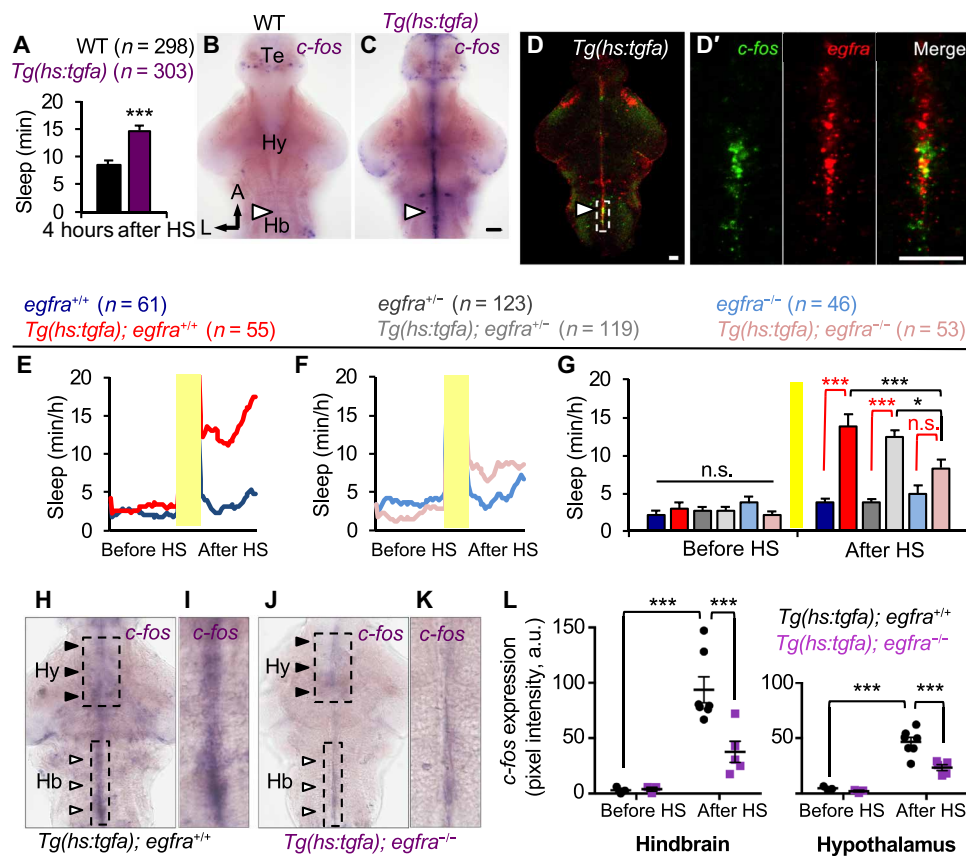 A
WT (n = 298)
Tg(hs:tgfa) (n = 303)
Sleep (min)
20
15
10
5
0
***
4 hours after HS
B
WT
c-fos
Te
Hy
A
L
Hb
C
Tg(hs:tgfa)
c-fos
D
Tg(hs:tgfa)
D′
c-fos
egfra
Merge
egfra+/+ (n = 61)
Tg(hs:tgfa); egfra+/+ (n = 55)
egfra+/− (n = 123)
Tg(hs:tgfa); egfra+/− (n = 119)
egfra−/− (n = 46)
Tg(hs:tgfa); egfra−/− (n = 53)
E
Sleep (min/h)
20
15
10
5
0
Before HS
After HS
F
Sleep (min/h)
20
15
10
5
0
Before HS
After HS
G
Sleep (min/h)
20
15
10
5
0
n.s.
***
***
***
*
n.s.
Before HS
After HS
H
c-fos
Hy
Hb
Tg(hs:tgfa); egfra+/+
I
J
c-fos
Hy
Hb
Tg(hs:tgfa); egfra−/−
K
c-fos
L
c-fos expression
(pixel intensity, a.u.)
150
100
50
0
***
***
Before HS
After HS
Hindbrain
Tg(hs:tgfa); egfra+/+
Tg(hs:tgfa); egfra−/−
100
50
0
***
***
Before HS
After HS
Hypothalamus